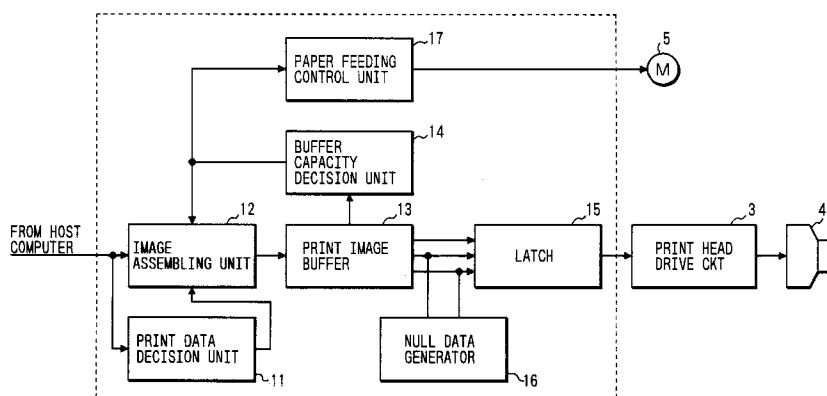 17
5
PAPER FEEDING
CONTROL UNIT
M
14
BUFFER
CAPACITY
DECISION UNIT
FROM HOST
COMPUTER
12
13
15
3
4
IMAGE
ASSEMBLING UNIT
PRINT IMAGE
BUFFER
LATCH
PRINT HEAD
DRIVE CKT
PRINT DATA
DECISION UNIT
11
NULL DATA
GENERATOR
16